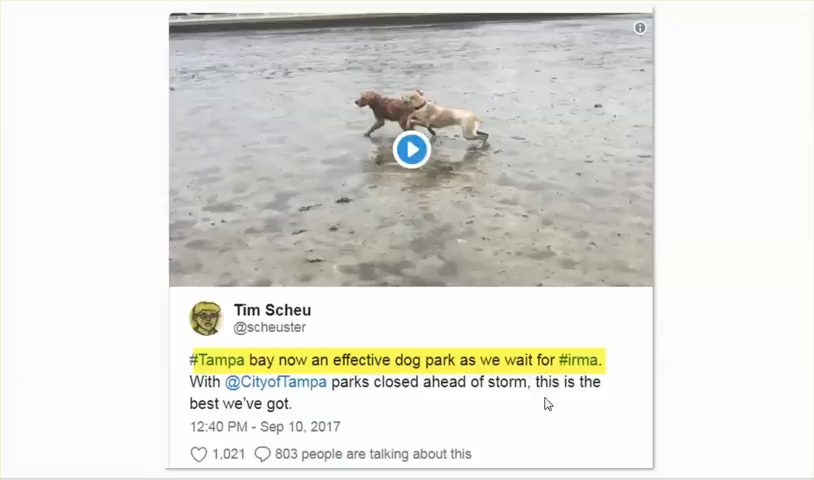 Tim Scheu
@scheuster
#Tampa bay now an effective dog park as we wait for #irma.
With @CityofTampa parks closed ahead of storm, this is the
best we've got.
12:40 PM - Sep 10, 2017
1,021 803 people are talking about this